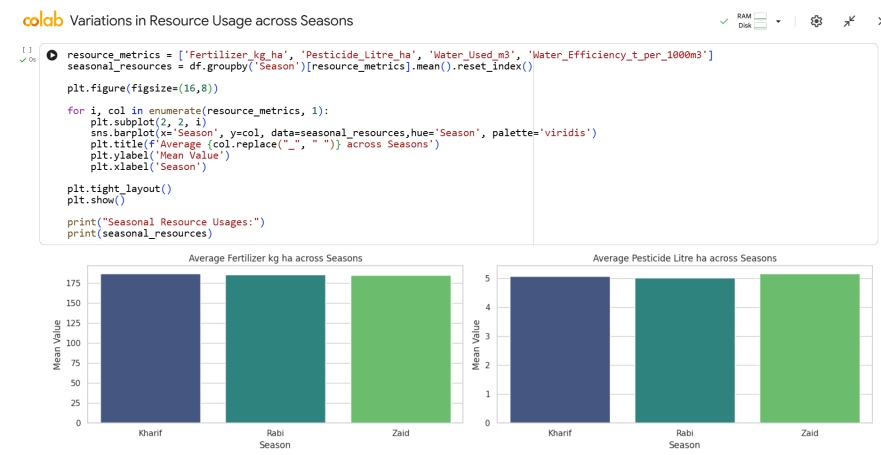 colab Variations in Resource Usage across Seasons
RAM
Disk
[ ]
0s
resource_metrics = ['Fertilizer_kg_ha', 'Pesticide_Litre_ha', 'Water_Used_m3', 'Water_Efficiency_t_per_1000m3']
seasonal_resources = df.groupby('Season')[resource_metrics].mean().reset_index()
plt.figure(figsize=(16,8))
for i, col in enumerate(resource_metrics, 1):
    plt.subplot(2, 2, i)
    sns.barplot(x='Season', y=col, data=seasonal_resources,hue='Season', palette='viridis')
    plt.title(f'Average {col.replace("_", " ")} across Seasons')
    plt.ylabel('Mean Value')
    plt.xlabel('Season')
plt.tight_layout()
plt.show()
print("Seasonal Resource Usages:")
print(seasonal_resources)
Average Fertilizer kg ha across Seasons
175
150
125
100
75
50
25
0
Mean Value
Kharif Rabi Zaid
Season
Average Pesticide Litre ha across Seasons
5
4
3
2
1
0
Mean Value
Kharif Rabi Zaid
Season